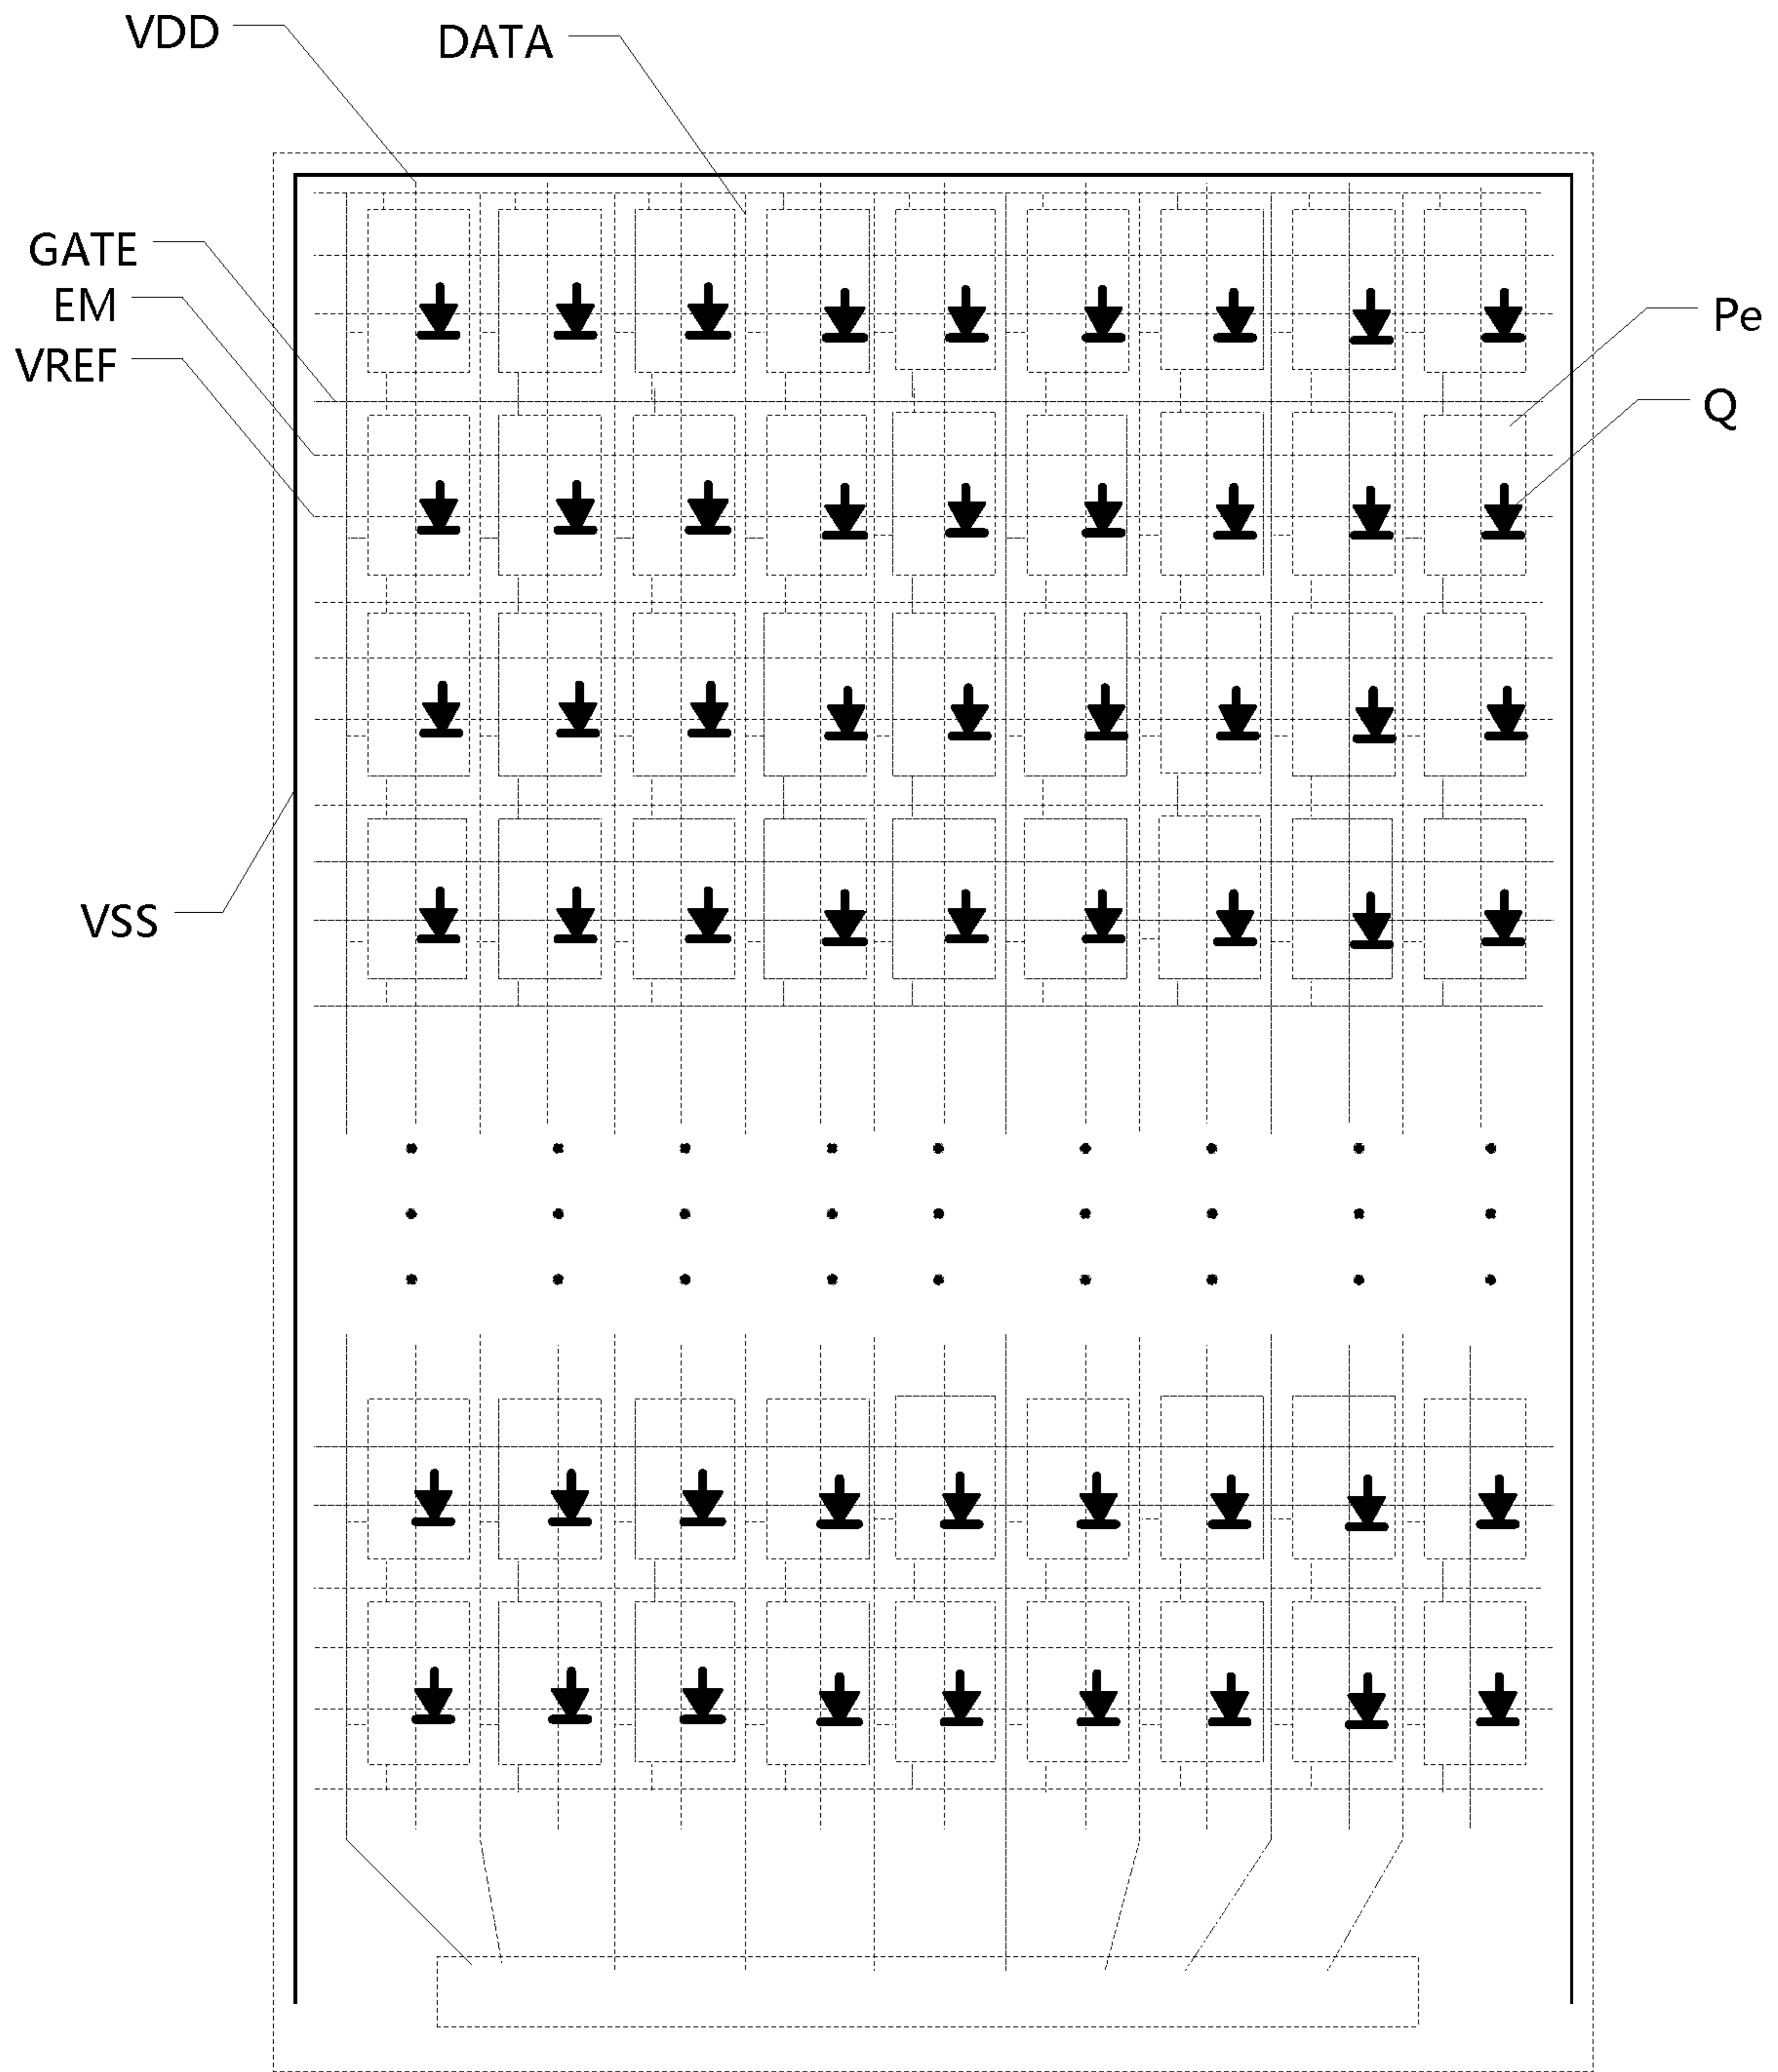 VDD
DATA
GATE
EM
VREF
Pe
Q
VSS